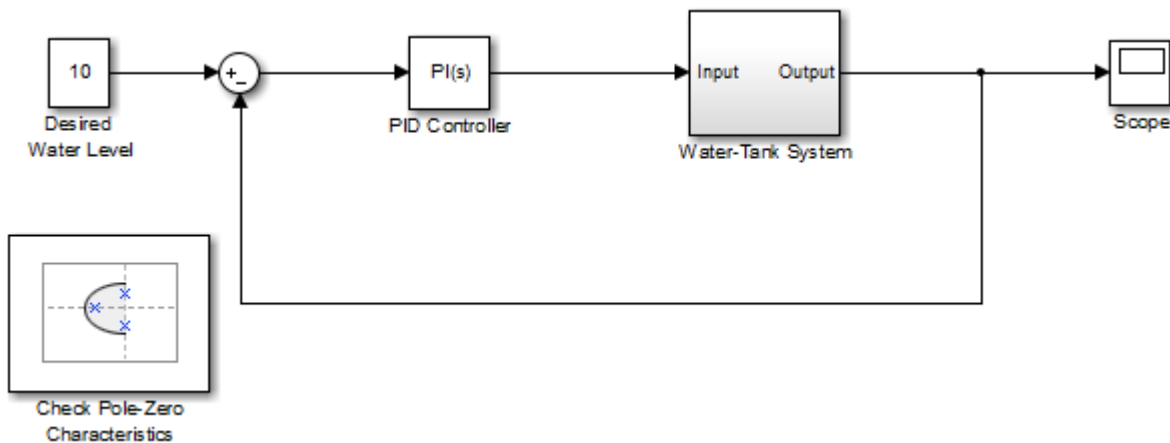 10
Desired
Water Level
+
-
PI(s)
PID Controller
Input
Output
Water-Tank System
Scope
Check Pole-Zero
Characteristics